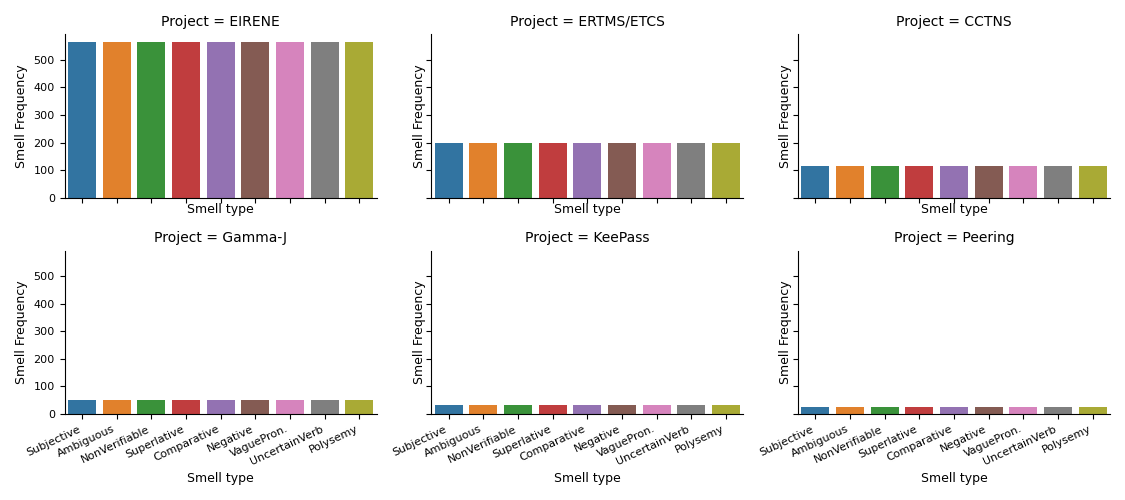 Project = EIRENE
Project = ERTMS/ETCS
Project = CCTNS
Smell Frequency
500
400
300
200
100
0
Smell Frequency
Smell Frequency
Smell type
Smell type
Smell type
Project = Gamma-J
Project = KeePass
Project = Peering
Smell Frequency
500
400
300
200
100
0
Smell Frequency
Smell Frequency
Subjective
Ambiguous
NonVerifiable
Superlative
Comparative
Negative
VaguePron.
UncertainVerb
Polysemy
Subjective
Ambiguous
NonVerifiable
Superlative
Comparative
Negative
VaguePron.
UncertainVerb
Polysemy
Subjective
Ambiguous
NonVerifiable
Superlative
Comparative
Negative
VaguePron.
UncertainVerb
Polysemy
Smell type
Smell type
Smell type